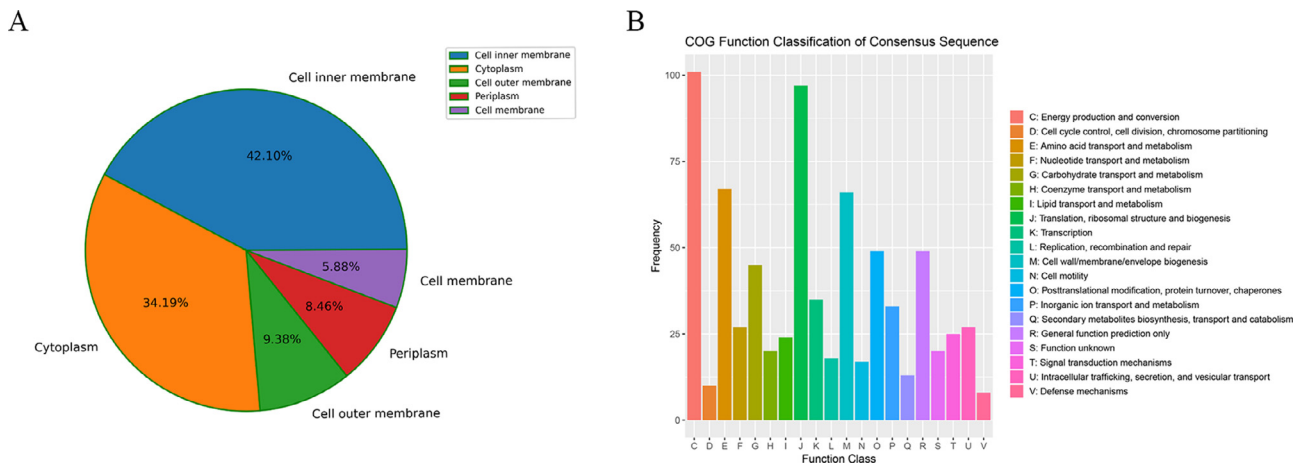 A
Cell inner membrane
Cytoplasm
Cell outer membrane
Periplasm
Cell membrane
Cell inner membrane
42.10%
Cytoplasm
34.19%
Cell outer membrane
9.38%
Periplasm
8.46%
Cell membrane
5.88%
B
COG Function Classification of Consensus Sequence
Frequency
100
75
50
25
0
C D E F G H I J K L M N O P Q R S T U V
Function Class
C: Energy production and conversion
D: Cell cycle control, cell division, chromosome partitioning
E: Amino acid transport and metabolism
F: Nucleotide transport and metabolism
G: Carbohydrate transport and metabolism
H: Coenzyme transport and metabolism
I: Lipid transport and metabolism
J: Translation, ribosomal structure and biogenesis
K: Transcription
L: Replication, recombination and repair
M: Cell wall/membrane/envelope biogenesis
N: Cell motility
O: Posttranslational modification, protein turnover, chaperones
P: Inorganic ion transport and metabolism
Q: Secondary metabolites biosynthesis, transport and catabolism
R: General function prediction only
S: Function unknown
T: Signal transduction mechanisms
U: Intracellular trafficking, secretion, and vesicular transport
V: Defense mechanisms